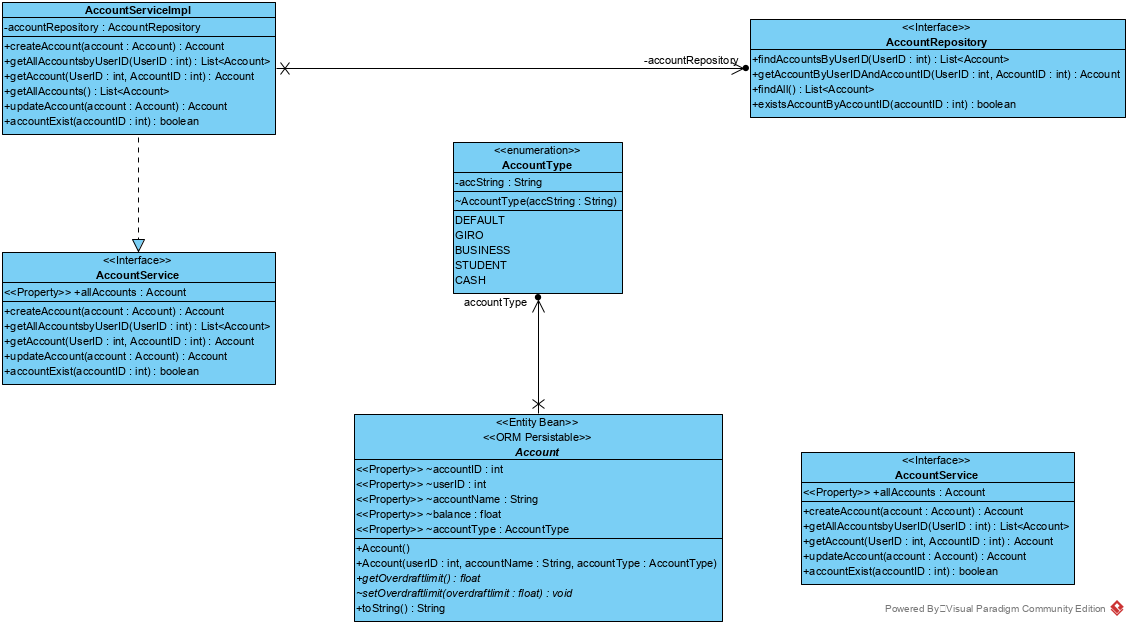 AccountServiceImpl
-accountRepository : AccountRepository
+createAccount(account : Account) : Account
+getAllAccountsbyUserID(UserID : int) : List<Account>
+getAccount(UserID : int, AccountID : int) : Account
+getAllAccounts() : List<Account>
+updateAccount(account : Account) : Account
+accountExist(accountID : int) : boolean
-accountRepository
<<Interface>>
AccountRepository
+findAccountsByUserID(UserID : int) : List<Account>
+getAccountByUserIDAndAccountID(UserID : int, AccountID : int) : Account
+findAll() : List<Account>
+existsAccountByAccountID(accountID : int) : boolean
<<enumeration>>
AccountType
-accString : String
~AccountType(accString : String)
DEFAULT
GIRO
BUSINESS
STUDENT
CASH
accountType
<<Interface>>
AccountService
<<Property>> +allAccounts : Account
+createAccount(account : Account) : Account
+getAllAccountsbyUserID(UserID : int) : List<Account>
+getAccount(UserID : int, AccountID : int) : Account
+updateAccount(account : Account) : Account
+accountExist(accountID : int) : boolean
<<Entity Bean>>
<<ORM Persistable>>
Account
<<Property>> ~accountID : int
<<Property>> ~userID : int
<<Property>> ~accountName : String
<<Property>> ~balance : float
<<Property>> ~accountType : AccountType
+Account()
+Account(userID : int, accountName : String, accountType : AccountType)
+getOverdraftlimit() : float
~setOverdraftlimit(overdraftlimit : float) : void
+toString() : String
<<Interface>>
AccountService
<<Property>> +allAccounts : Account
+createAccount(account : Account) : Account
+getAllAccountsbyUserID(UserID : int) : List<Account>
+getAccount(UserID : int, AccountID : int) : Account
+updateAccount(account : Account) : Account
+accountExist(accountID : int) : boolean
Powered By Visual Paradigm Community Edition